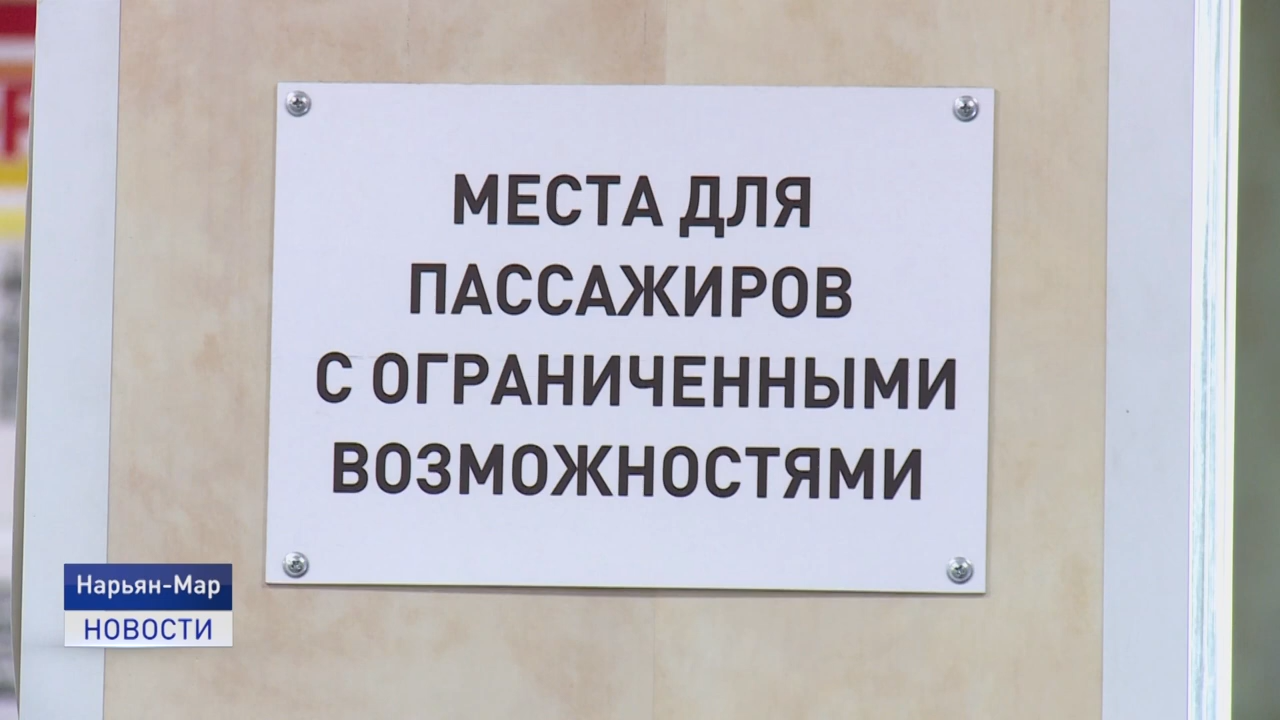 МЕСТА ДЛЯ
ПАССАЖИРОВ
С ОГРАНИЧЕННЫМИ
ВОЗМОЖНОСТЯМИ
Нарьян-Мар
НОВОСТИ